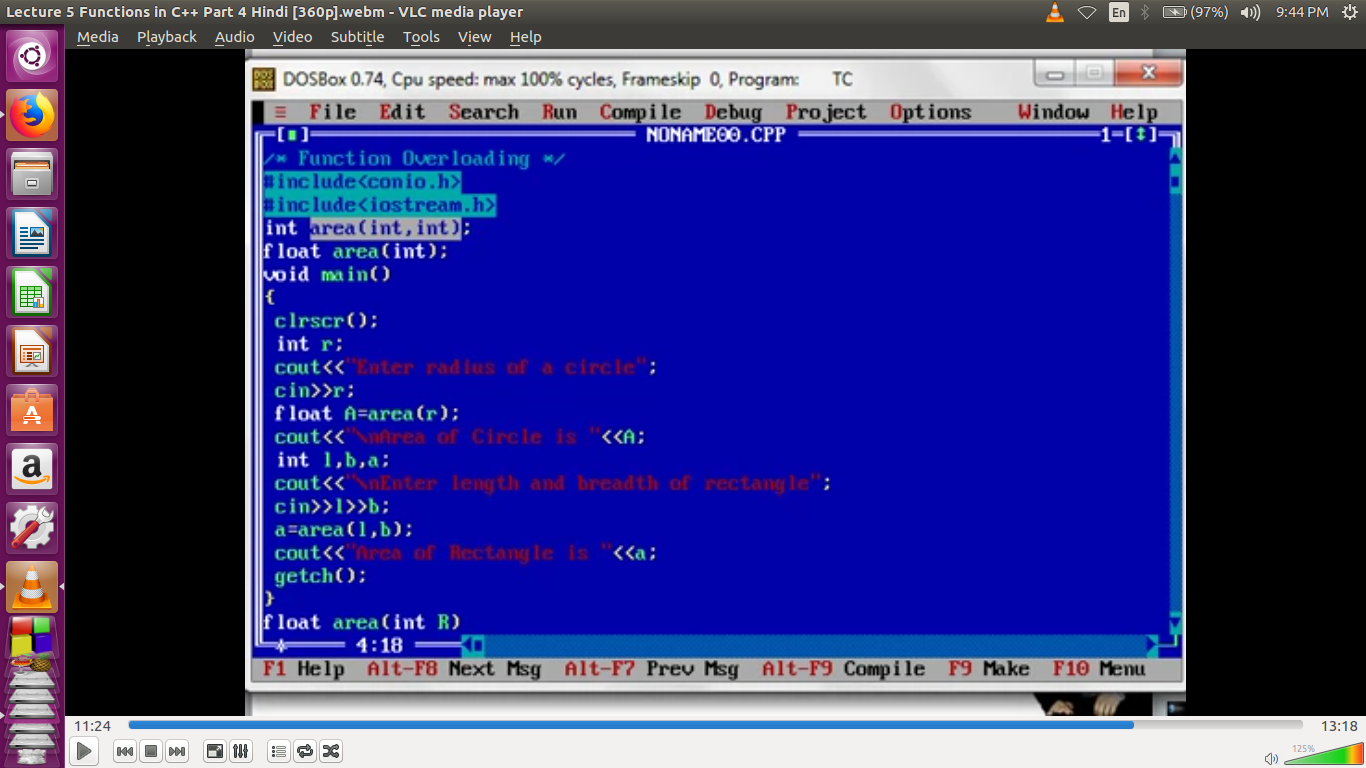 Lecture 5 Functions in C++ Part 4 Hindi [360p].webm - VLC media player
En
(97%)
9:44 PM
Media Playback Audio Video Subtitle Tools View Help
DOSBox 0.74, Cpu speed: max 100% cycles, Frameskip 0, Program: TC
≡ File Edit Search Run Compile Debug Project Options Window Help
NONAME00.CPP
1=[↕]
/* Function Overloading */
#include<conio.h>
#include<iostream.h>
int area(int,int);
float area(int);
void main()
{
clrscr();
int r;
cout<<"Enter radius of a circle";
cin>>r;
float A=area(r);
cout<<"\nArea of Circle is "<<A;
int l,b,a;
cout<<"\nEnter length and breadth of rectangle";
cin>>l>>b;
a=area(l,b);
cout<<"Area of Rectangle is "<<a;
getch();
}
float area(int R)
4:18
F1 Help Alt-F8 Next Msg Alt-F7 Prev Msg Alt-F9 Compile F9 Make F10 Menu
11:24
13:18
125%